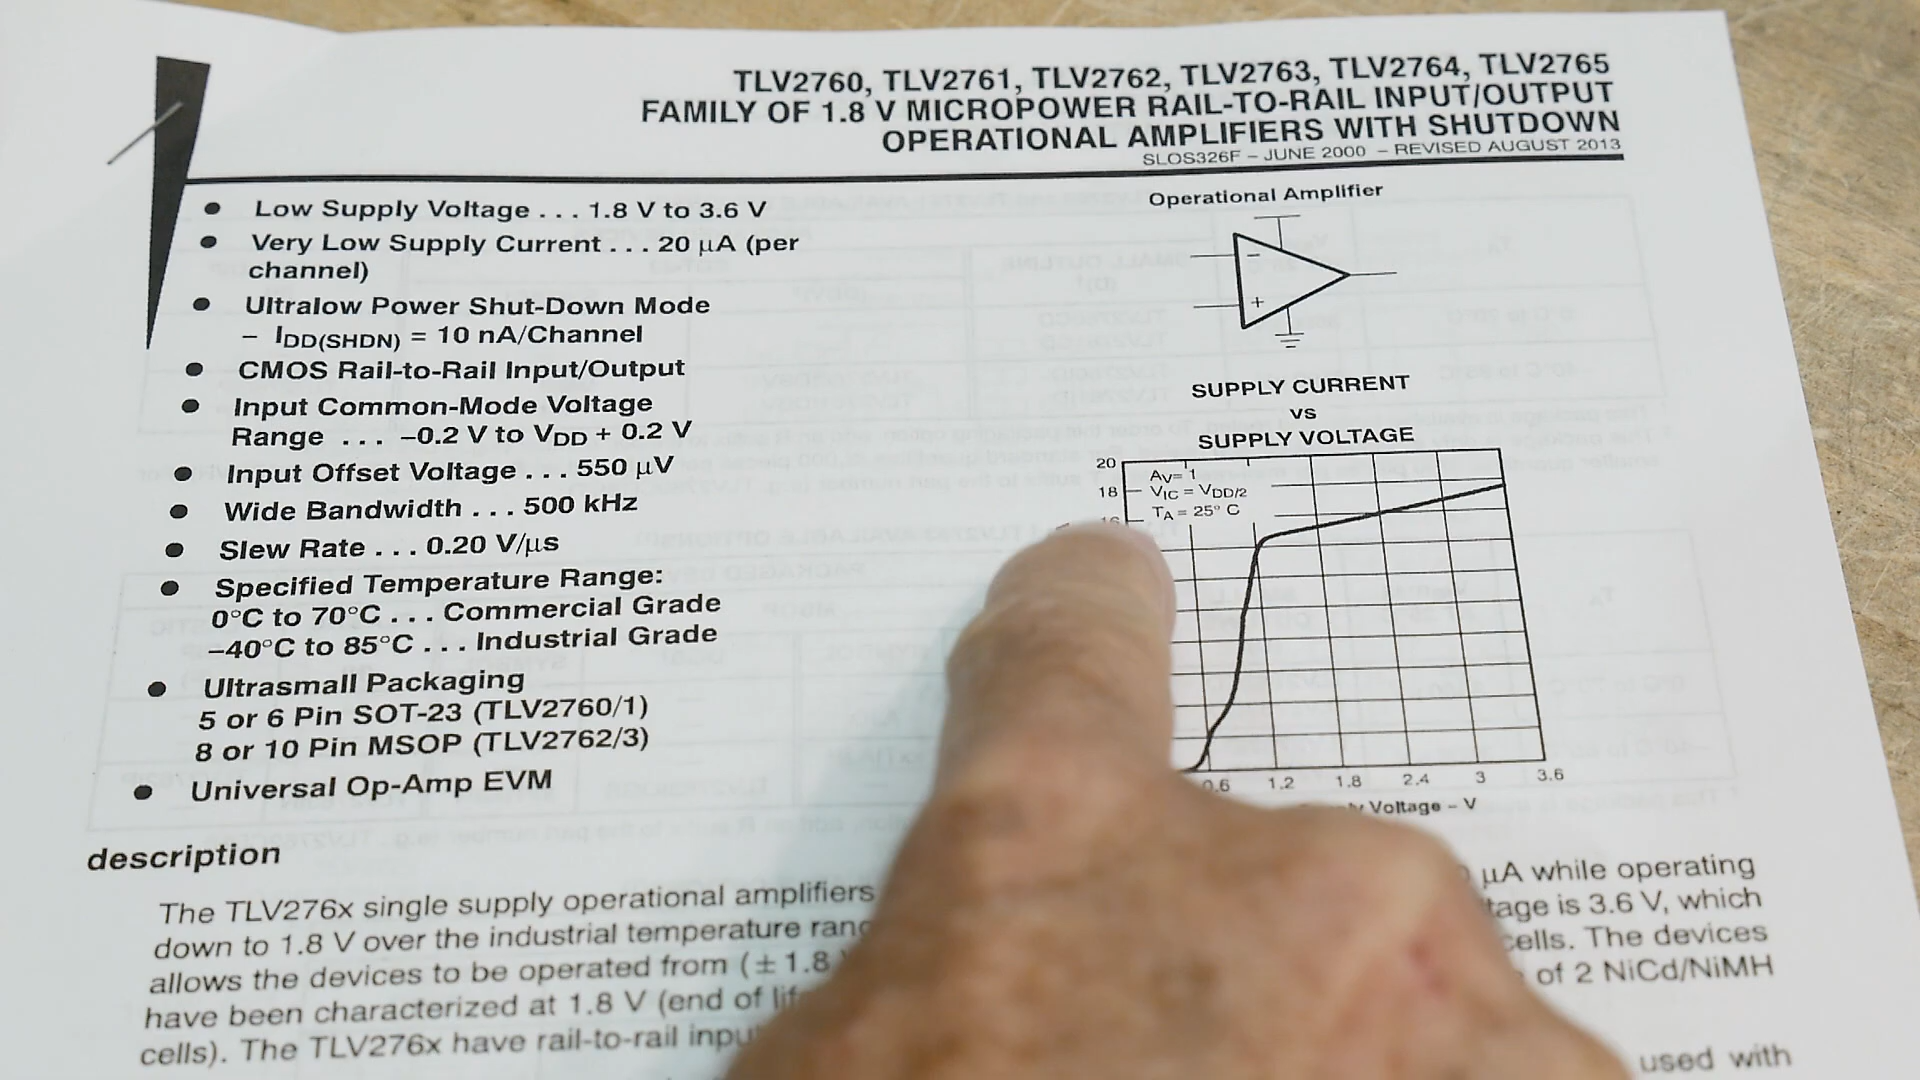 TLV2760, TLV2761, TLV2762, TLV2763, TLV2764, TLV2765
FAMILY OF 1.8 V MICROPOWER RAIL-TO-RAIL INPUT/OUTPUT
OPERATIONAL AMPLIFIERS WITH SHUTDOWN
SLOS326F – JUNE 2000 – REVISED AUGUST 2013
● Low Supply Voltage . . . 1.8 V to 3.6 V
● Very Low Supply Current . . . 20 μA (per
channel)
● Ultralow Power Shut-Down Mode
– IDD(SHDN) = 10 nA/Channel
● CMOS Rail-to-Rail Input/Output
● Input Common-Mode Voltage
Range . . . –0.2 V to VDD + 0.2 V
● Input Offset Voltage . . . 550 μV
● Wide Bandwidth . . . 500 kHz
● Slew Rate . . . 0.20 V/μs
● Specified Temperature Range:
0°C to 70°C . . . Commercial Grade
–40°C to 85°C . . . Industrial Grade
● Ultrasmall Packaging
5 or 6 Pin SOT-23 (TLV2760/1)
8 or 10 Pin MSOP (TLV2762/3)
● Universal Op-Amp EVM
Operational Amplifier
–
+
SUPPLY CURRENT
vs
SUPPLY VOLTAGE
20
18
16
AV= 1
VIC = VDD/2
TA = 25° C
0.6 1.2 1.8 2.4 3 3.6
Voltage – V
description
The TLV276x single supply operational amplifiers μA while operating
down to 1.8 V over the industrial temperature is 3.6 V, which
allows the devices to be operated from (± 1.8 cells. The devices
have been characterized at 1.8 V (end of of 2 NiCd/NiMH
cells). The TLV276x have rail-to-rail used with